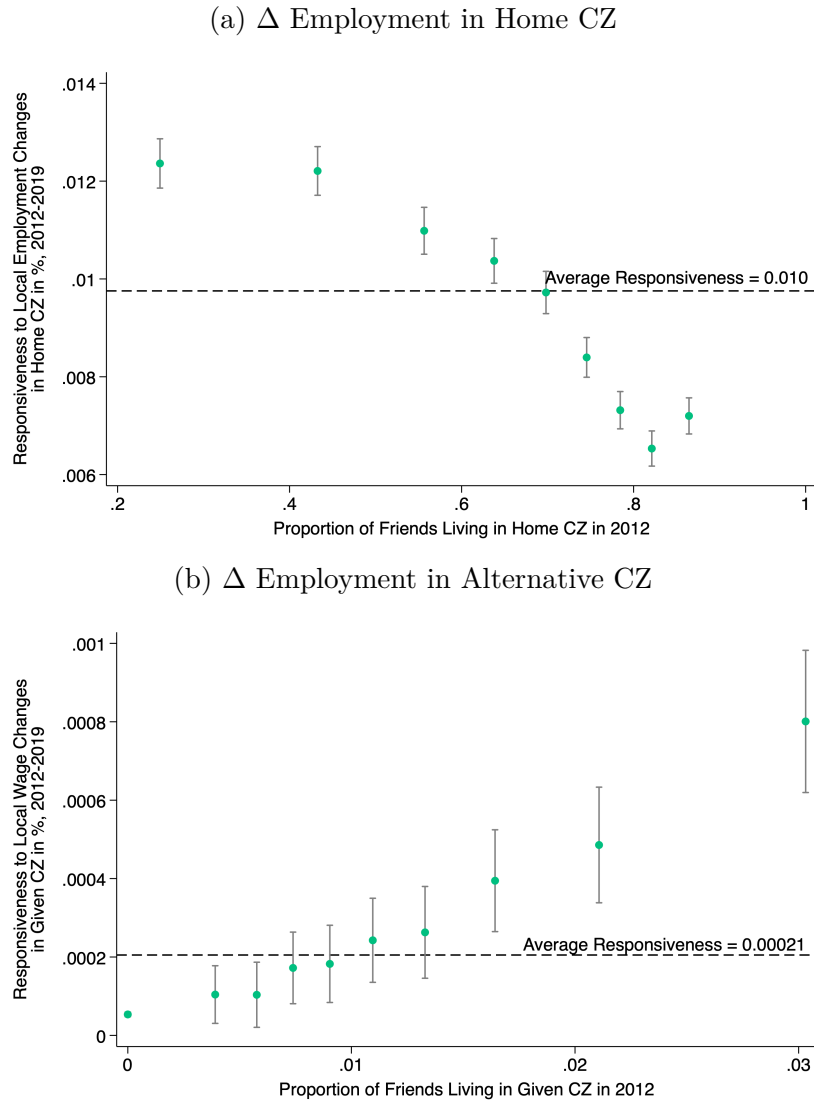 (a) Δ Employment in Home CZ
Responsiveness to Local Employment Changes
in Home CZ in %, 2012-2019
.014
.012
.01
.008
.006
Average Responsiveness = 0.010
.2
.4
.6
.8
1
Proportion of Friends Living in Home CZ in 2012
(b) Δ Employment in Alternative CZ
Responsiveness to Local Wage Changes
in Given CZ in %, 2012-2019
.001
.0008
.0006
.0004
.0002
0
Average Responsiveness = 0.00021
0
.01
.02
.03
Proportion of Friends Living in Given CZ in 2012